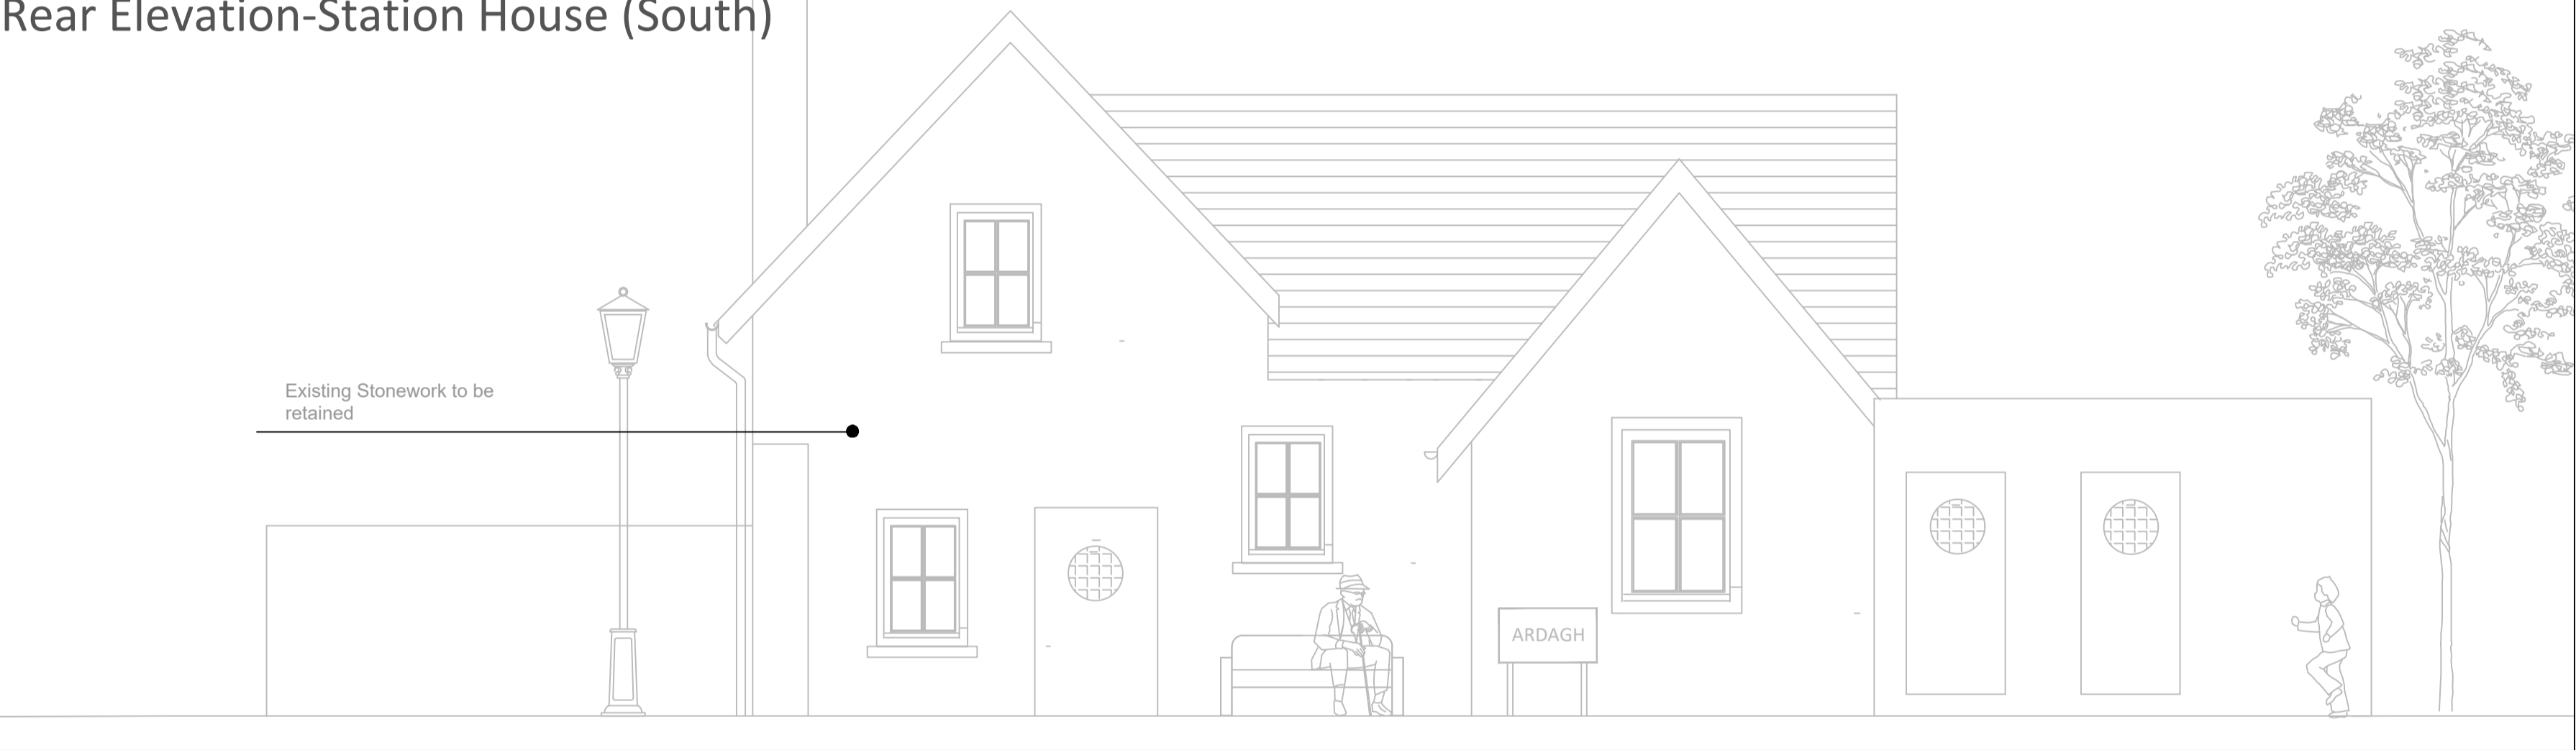 Rear Elevation-Station House (South)
Existing Stonework to be
retained
ARDAGH